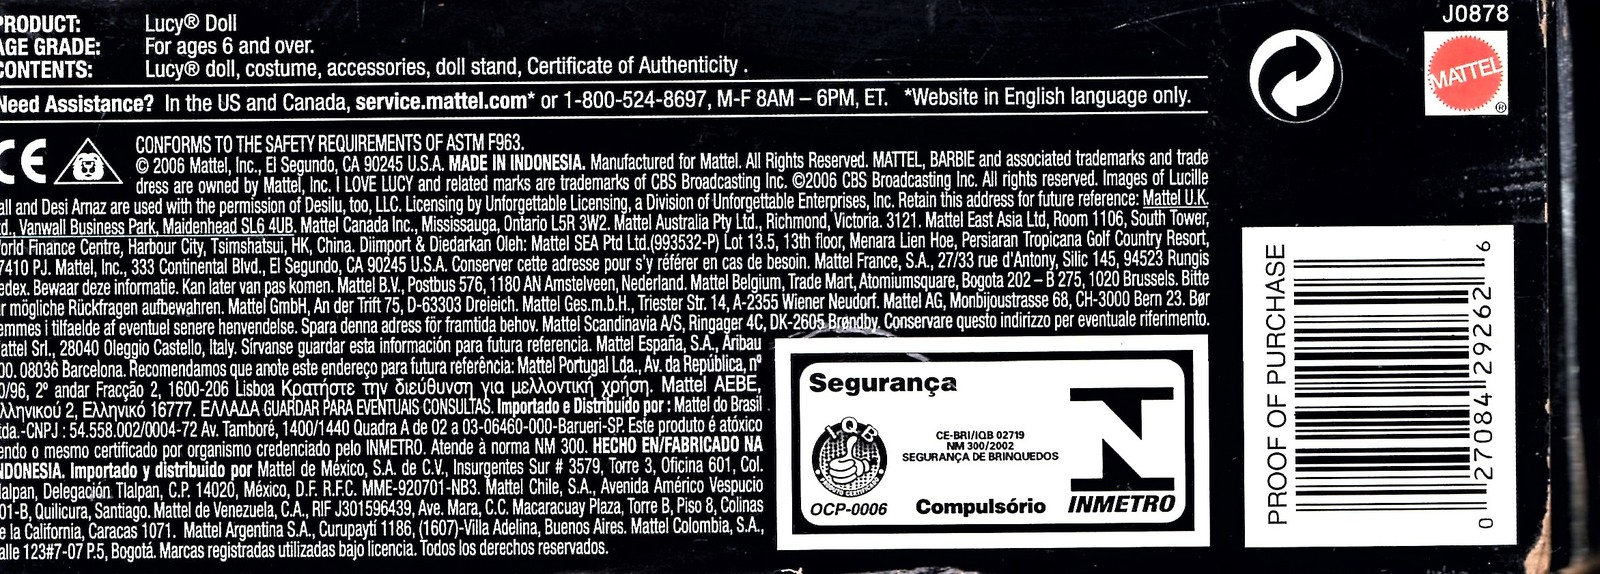 PRODUCT: Lucy® Doll
AGE GRADE: For ages 6 and over.
CONTENTS: Lucy® doll, costume, accessories, doll stand, Certificate of Authenticity .
Need Assistance? In the US and Canada, service.mattel.com* or 1-800-524-8697, M-F 8AM – 6PM, ET. *Website in English language only.
CE
CONFORMS TO THE SAFETY REQUIREMENTS OF ASTM F963.
© 2006 Mattel, Inc., El Segundo, CA 90245 U.S.A. MADE IN INDONESIA. Manufactured for Mattel. All Rights Reserved. MATTEL, BARBIE and associated trademarks and trade
dress are owned by Mattel, Inc. I LOVE LUCY and related marks are trademarks of CBS Broadcasting Inc. ©2006 CBS Broadcasting Inc. All rights reserved. Images of Lucille
all and Desi Arnaz are used with the permission of Desilu, too, LLC. Licensing by Unforgettable Licensing, a Division of Unforgettable Enterprises, Inc. Retain this address for future reference: Mattel U.K.
td., Vanwall Business Park, Maidenhead SL6 4UB. Mattel Canada Inc., Mississauga, Ontario L5R 3W2. Mattel Australia Pty Ltd., Richmond, Victoria. 3121. Mattel East Asia Ltd, Room 1106, South Tower,
orld Finance Centre, Harbour City, Tsimshatsui, HK, China. Diimport & Diedarkan Oleh: Mattel SEA Ptd Ltd.(993532-P) Lot 13.5, 13th floor, Menara Lien Hoe, Persiaran Tropicana Golf Country Resort,
7410 PJ. Mattel, Inc., 333 Continental Blvd., El Segundo, CA 90245 U.S.A. Conserver cette adresse pour s'y référer en cas de besoin. Mattel France, S.A., 27/33 rue d'Antony, Silic 145, 94523 Rungis
edex. Bewaar deze informatie. Kan later van pas komen. Mattel B.V., Postbus 576, 1180 AN Amstelveen, Nederland. Mattel Belgium, Trade Mart, Atomiumsquare, Bogota 202 – B 275, 1020 Brussels. Bitte
r mögliche Rückfragen aufbewahren. Mattel GmbH, An der Trift 75, D-63303 Dreieich. Mattel Ges.m.b.H., Triester Str. 14, A-2355 Wiener Neudorf. Mattel AG, Monbijoustrasse 68, CH-3000 Bern 23. Bør
emmes i tilfælde af eventuel senere henvendelse. Spara denna adress för framtida behov. Mattel Scandinavia A/S, Ringager 4C, DK-2605 Brøndby. Conservare questo indirizzo per eventuale riferimento.
attel Srl., 28040 Oleggio Castello, Italy. Sírvanse guardar esta información para futura referencia. Mattel España, S.A., Aribau
00. 08036 Barcelona. Recomendamos que anote este endereço para futura referência: Mattel Portugal Lda., Av. da República, nº
0/96, 2º andar Fracção 2, 1600-206 Lisboa Κρατήστε την διεύθυνση για μελλοντική χρήση. Mattel AEBE,
λληνικού 2, Ελληνικό 16777. ΕΛΛΑΔΑ GUARDAR PARA EVENTUAIS CONSULTAS. Importado e Distribuido por : Mattel do Brasil
tda.-CNPJ : 54.558.002/0004-72 Av. Tamboré, 1400/1440 Quadra A de 02 a 03-06460-000-Barueri-SP. Este produto é atóxico
endo o mesmo certificado por organismo credenciado pelo INMETRO. Atende à norma NM 300. HECHO EN/FABRICADO NA
INDONESIA. Importado y distribuido por Mattel de México, S.A. de C.V., Insurgentes Sur # 3579, Torre 3, Oficina 601, Col.
lalpan, Delegación Tlalpan, C.P. 14020, México, D.F. R.F.C. MME-920701-NB3. Mattel Chile, S.A., Avenida Américo Vespucio
01-B, Quilicura, Santiago. Mattel de Venezuela, C.A., RIF J301596439, Ave. Mara, C.C. Macaracuay Plaza, Torre B, Piso 8, Colinas
e la California, Caracas 1071. Mattel Argentina S.A., Curupaytí 1186, (1607)-Villa Adelina, Buenos Aires. Mattel Colombia, S.A.,
alle 123#7-07 P.5, Bogotá. Marcas registradas utilizadas bajo licencia. Todos los derechos reservados.
Segurança
IQB
CE-BRI/IQB 02719
NM 300/2002
SEGURANÇA DE BRINQUEDOS
OCP-0006
Compulsório
INMETRO
J0878
MATTEL
®
PROOF OF PURCHASE
0 27084 29262 6